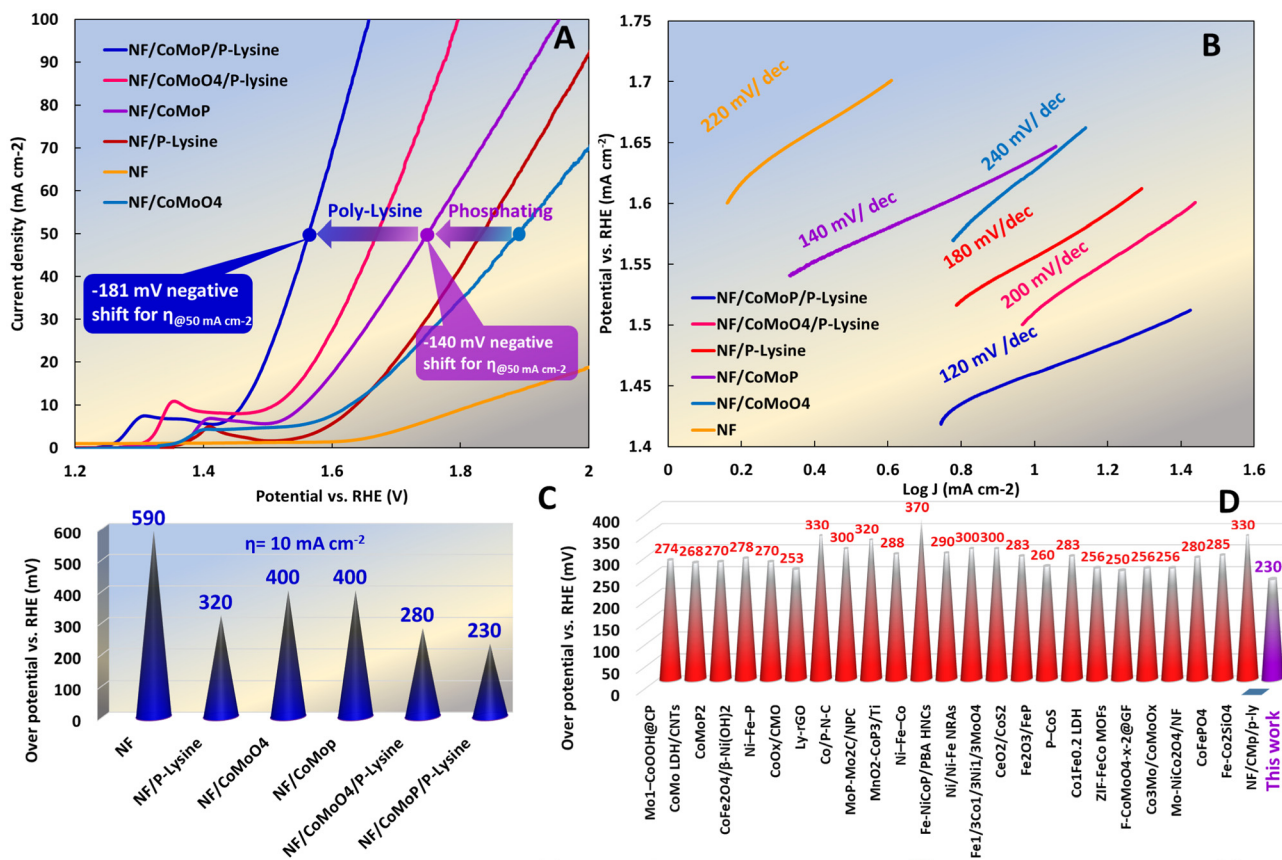 A
100
90
80
70
60
50
40
30
20
10
0
Current density (mA cm-2)
NF/CoMoP/P-Lysine
NF/CoMoO4/P-lysine
NF/CoMoP
NF/P-Lysine
NF
NF/CoMoO4
Poly-Lysine
Phosphating
-181 mV negative
shift for η@50 mA cm-2
-140 mV negative
shift for η@50 mA cm-2
1.2
1.4
1.6
1.8
2
Potential vs. RHE (V)
B
1.75
1.7
1.65
1.6
1.55
1.5
1.45
1.4
Potential vs. RHE (mA cm-2)
220 mV/dec
240 mV/ dec
140 mV/ dec
180 mV/dec
200 mV/dec
120 mV /dec
NF/CoMoP/P-Lysine
NF/CoMoO4/P-Lysine
NF/P-Lysine
NF/CoMoP
NF/CoMoO4
NF
0
0.2
0.4
0.6
0.8
1
1.2
1.4
1.6
Log J (mA cm-2)
C
600
500
400
300
200
100
0
Over potential vs. RHE (mV)
η= 10 mA cm-2
590
320
400
400
280
230
NF
NF/P-Lysine
NF/CoMoO4
NF/CoMop
NF/CoMoO4/P-Lysine
NF/CoMoP/P-Lysine
D
400
350
300
250
200
150
100
50
0
Over potential vs. RHE (mV)
274
268
270
278
270
253
330
300
320
288
370
290
300
300
283
260
283
256
250
256
256
280
285
330
230
Mo1–CoOOH@CP
CoMo LDH/CNTs
CoMoP2
CoFe2O4/β-Ni(OH)2
Ni–Fe–P
CoOx/CMO
Ly-rGO
Co/P-N-C
MoP-Mo2C/NPC
MnO2-CoP3/Ti
Ni–Fe–Co
Fe-NiCoP/PBA HNCs
Ni/Ni-Fe NRAs
Fe1/3Co1/3Ni1/3MoO4
CeO2/CoS2
Fe2O3/FeP
P–CoS
Co1Fe0.2 LDH
ZIF-FeCo MOFs
F-CoMoO4-x-2@GF
Co3Mo/CoMoOx
Mo-NiCo2O4/NF
CoFePO4
Fe-Co2SiO4
NF/CMp/p-ly
This work